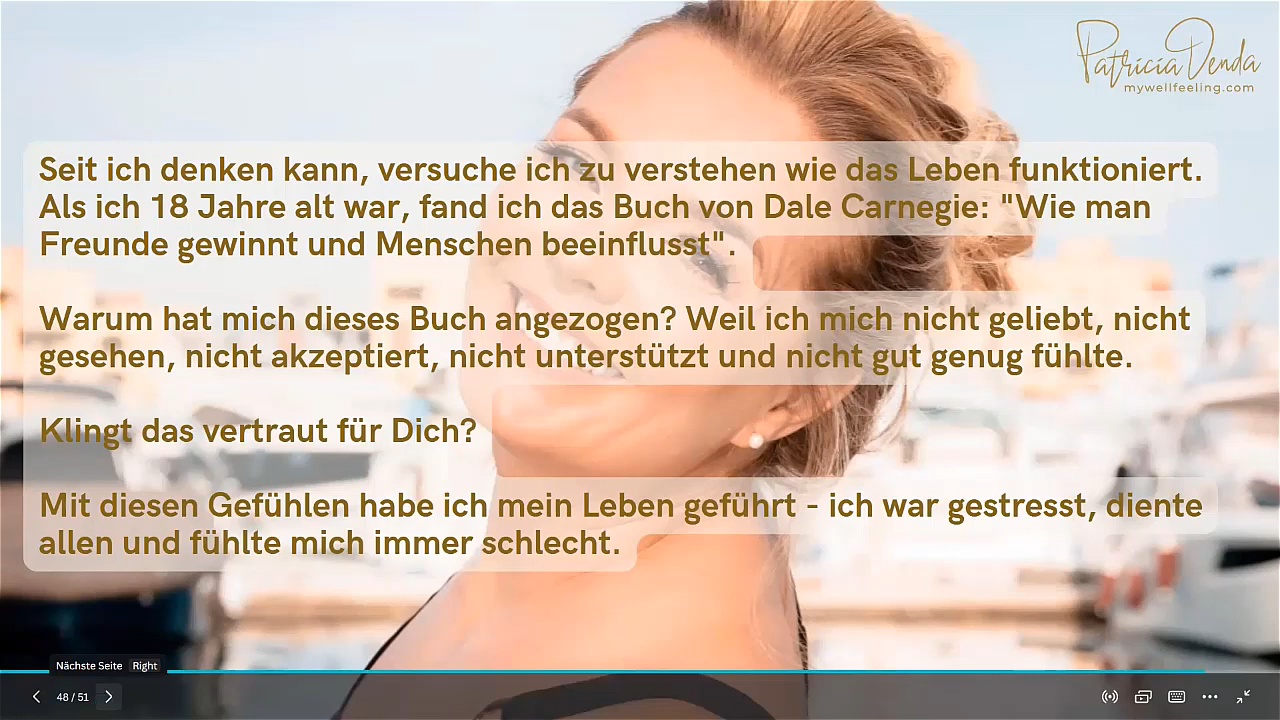 Patricia Denda
mywellfeeling.com
Seit ich denken kann, versuche ich zu verstehen wie das Leben funktioniert.
Als ich 18 Jahre alt war, fand ich das Buch von Dale Carnegie: "Wie man
Freunde gewinnt und Menschen beeinflusst".
Warum hat mich dieses Buch angezogen? Weil ich mich nicht geliebt, nicht
gesehen, nicht akzeptiert, nicht unterstützt und nicht gut genug fühlte.
Klingt das vertraut für Dich?
Mit diesen Gefühlen habe ich mein Leben geführt - ich war gestresst, diente
allen und fühlte mich immer schlecht.
Nächste Seite Right
48 / 51